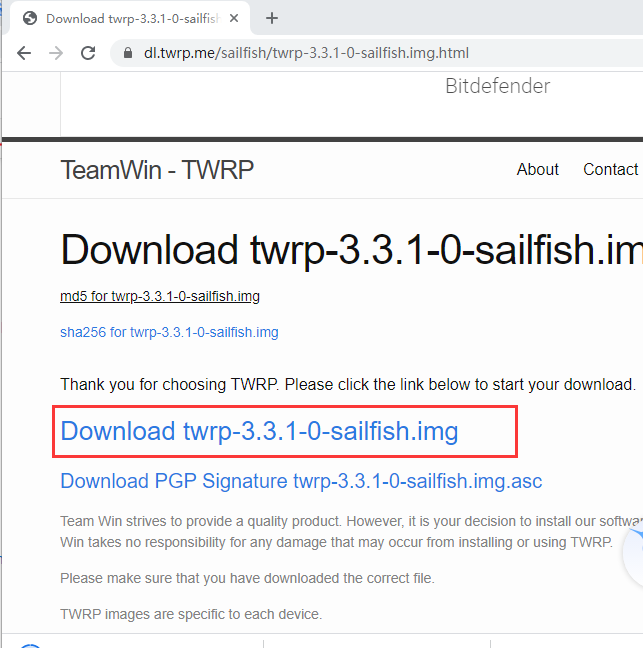 Download twrp-3.3.1-0-sailfish
dl.twrp.me/sailfish/twrp-3.3.1-0-sailfish.img.html
Bitdefender
TeamWin - TWRP
About Contact
Download twrp-3.3.1-0-sailfish.im
md5 for twrp-3.3.1-0-sailfish.img
sha256 for twrp-3.3.1-0-sailfish.img
Thank you for choosing TWRP. Please click the link below to start your download.
Download twrp-3.3.1-0-sailfish.img
Download PGP Signature twrp-3.3.1-0-sailfish.img.asc
Team Win strives to provide a quality product. However, it is your decision to install our softwa
Win takes no responsibility for any damage that may occur from installing or using TWRP.
Please make sure that you have downloaded the correct file.
TWRP images are specific to each device.